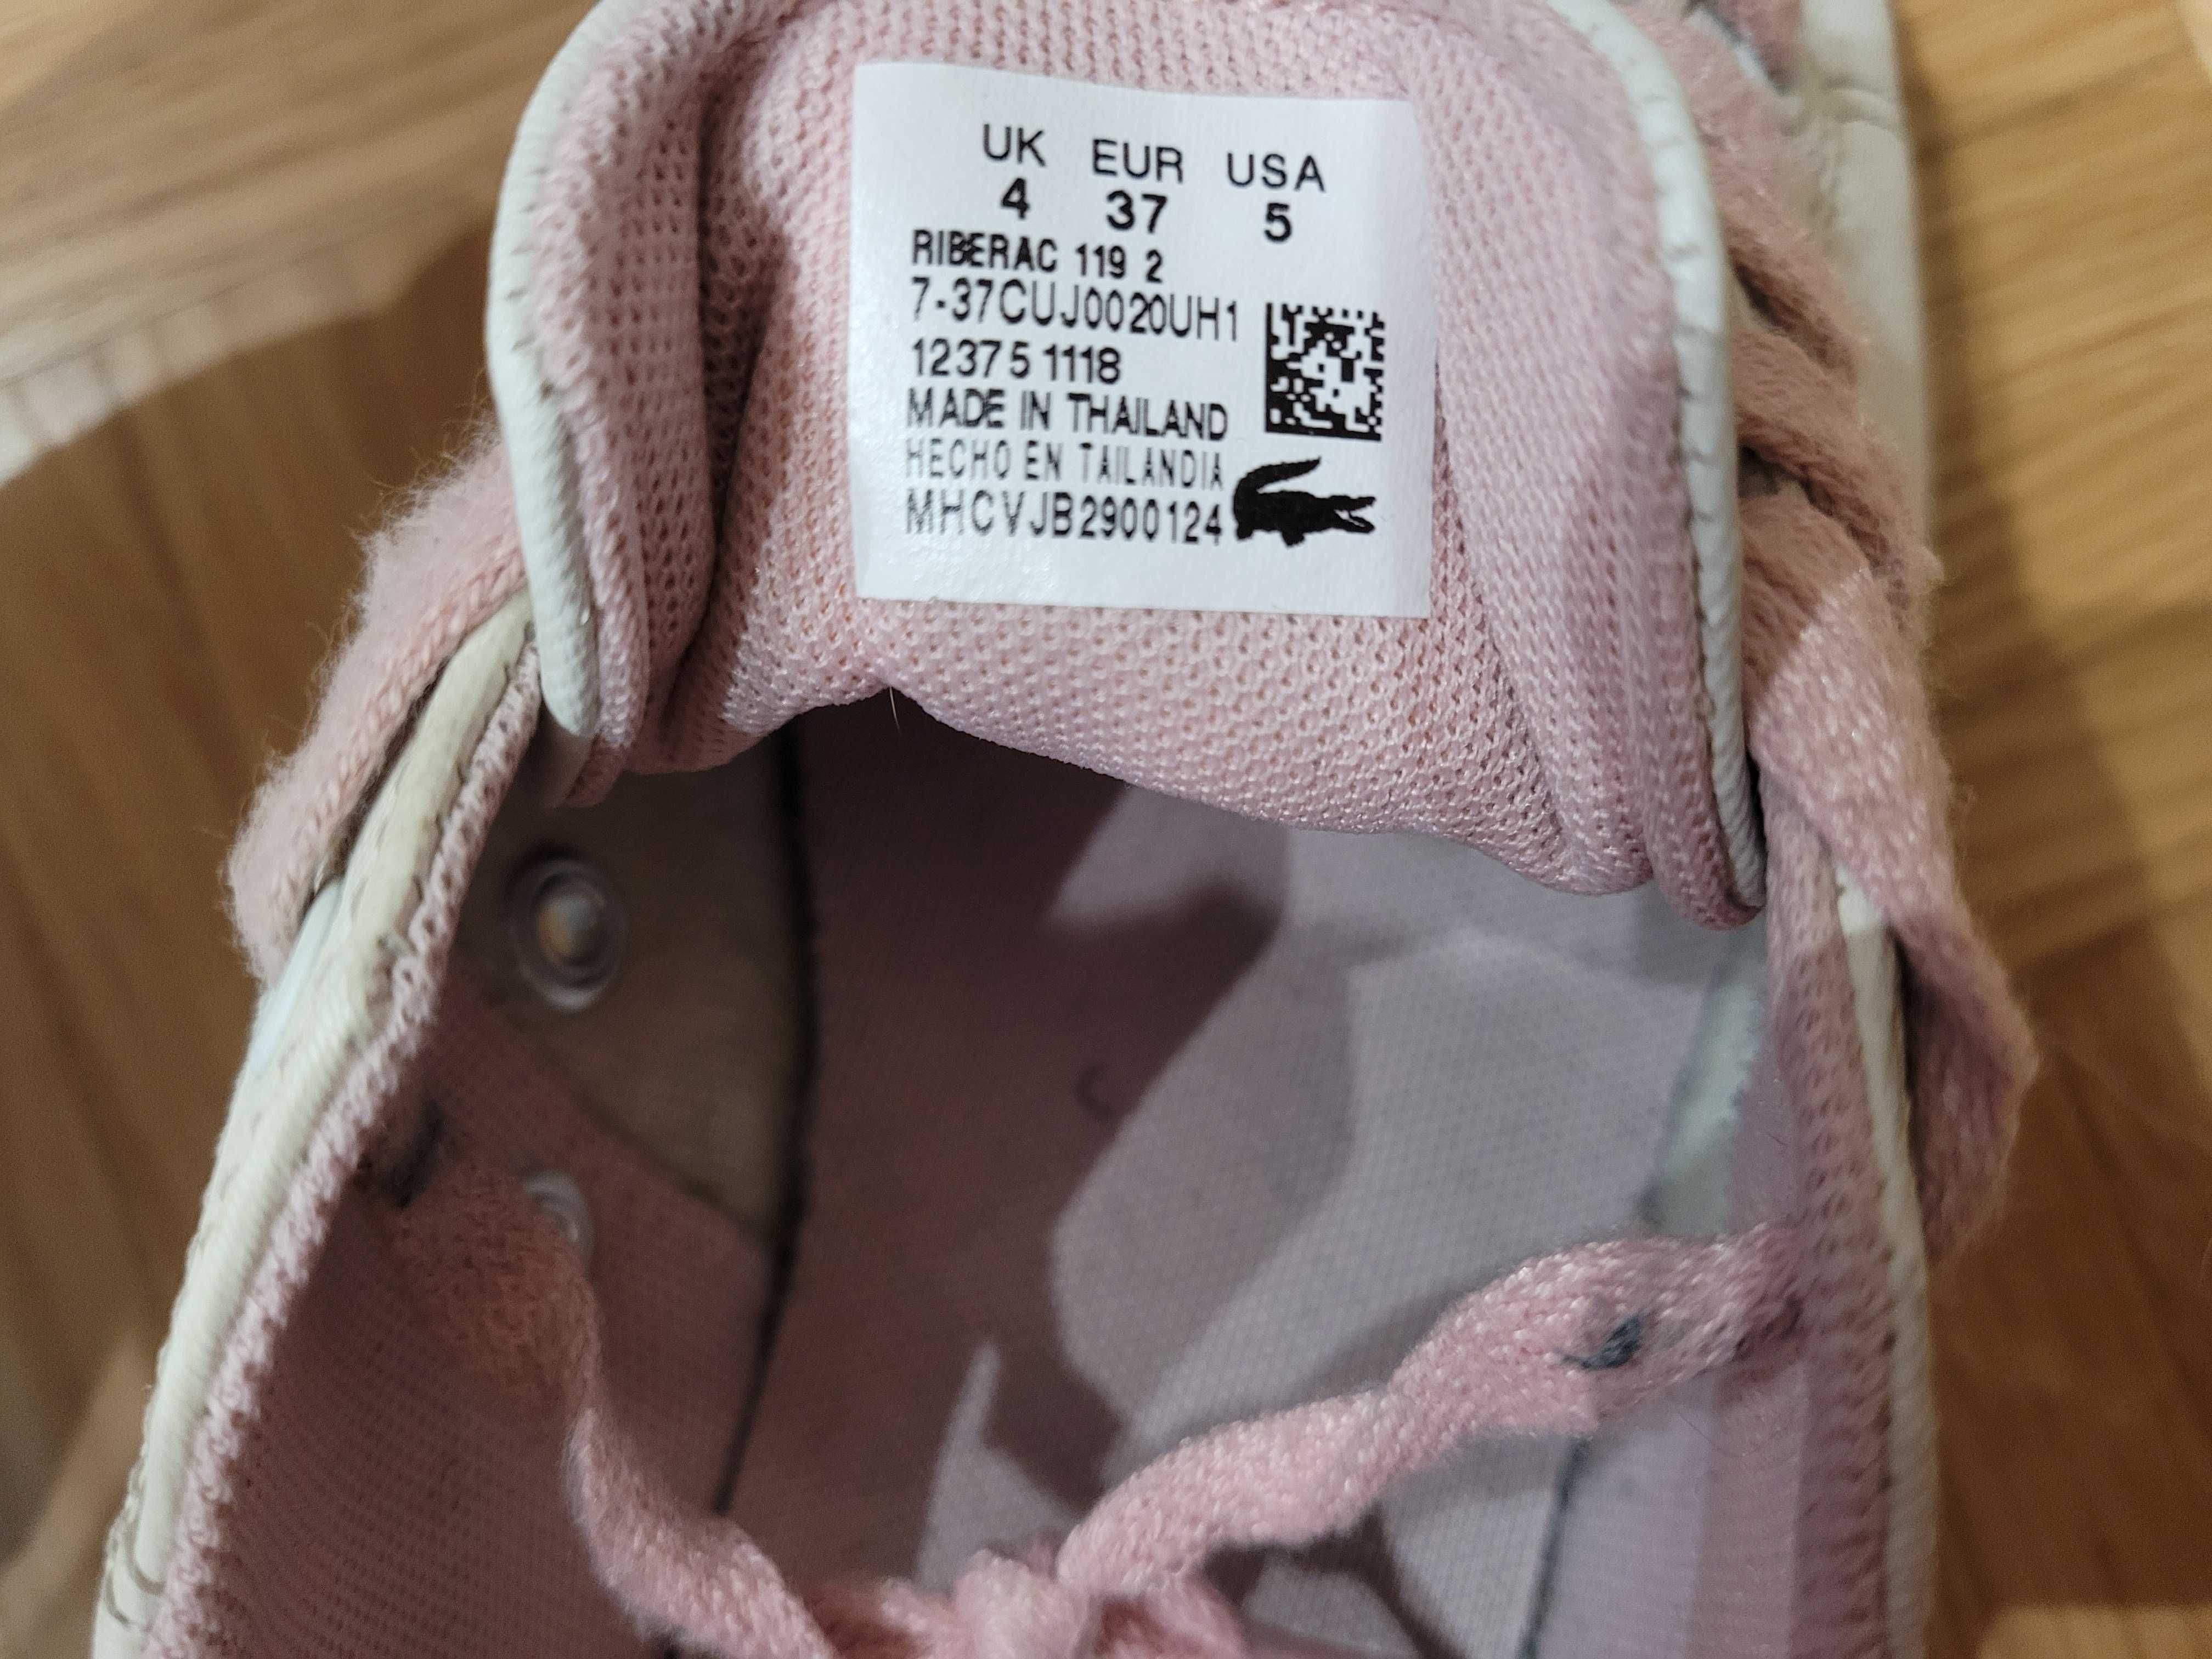 UK EUR USA
4 37 5
RIBERAC 119 2
7-37CUJ0020UH1
12375 1118
MADE IN THAILAND
HECHO EN TAILANDIA
MHCVJB2900124